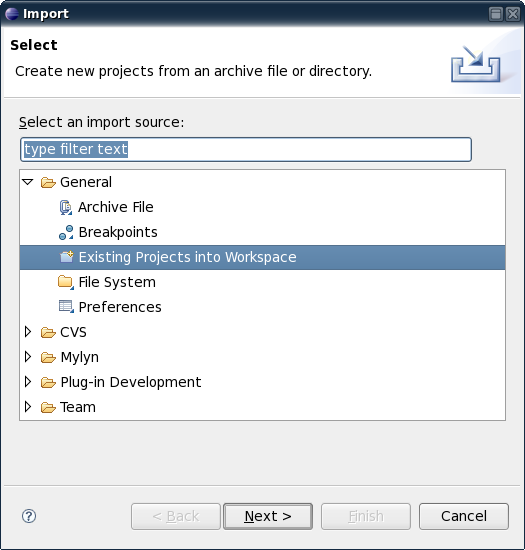 Import
Select
Create new projects from an archive file or directory.
Select an import source:
type filter text
General
Archive File
Breakpoints
Existing Projects into Workspace
File System
Preferences
CVS
Mylyn
Plug-in Development
Team
? < Back Next > Finish Cancel